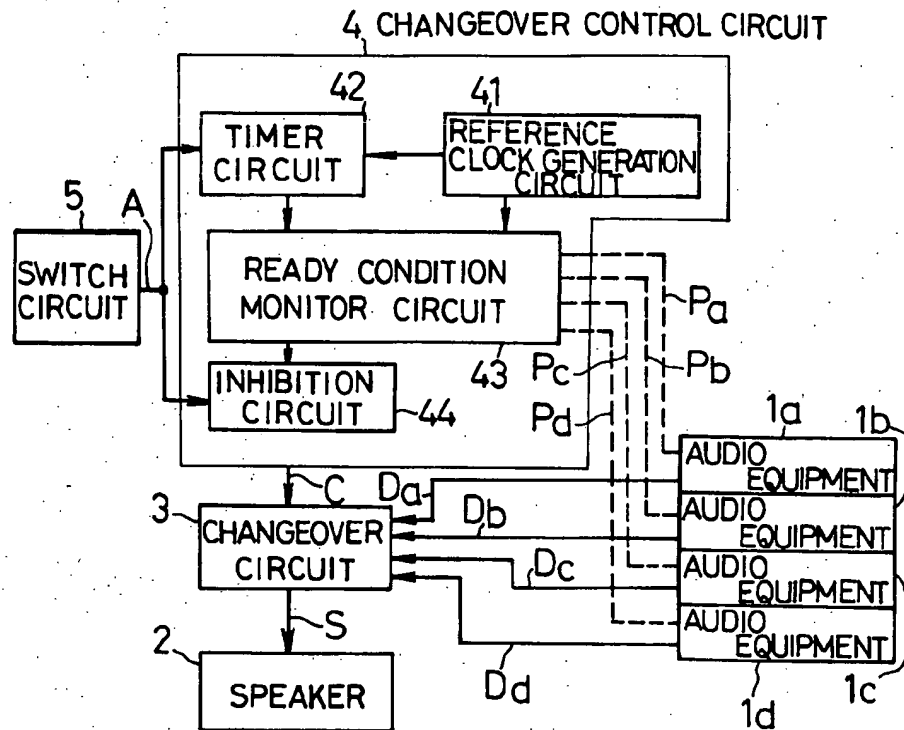 4 CHANGEOVER CONTROL CIRCUIT
42
41
TIMER
CIRCUIT
REFERENCE
CLOCK GENERATION
CIRCUIT
5
A
SWITCH
CIRCUIT
READY CONDITION
MONITOR CIRCUIT
43
Pa
Pb
Pc
Pd
INHIBITION
CIRCUIT
44
1a
1b
AUDIO
EQUIPMENT
AUDIO
EQUIPMENT
AUDIO
EQUIPMENT
AUDIO
EQUIPMENT
1c
1d
C
Da
Db
Dc
Dd
3
CHANGEOVER
CIRCUIT
S
2
SPEAKER